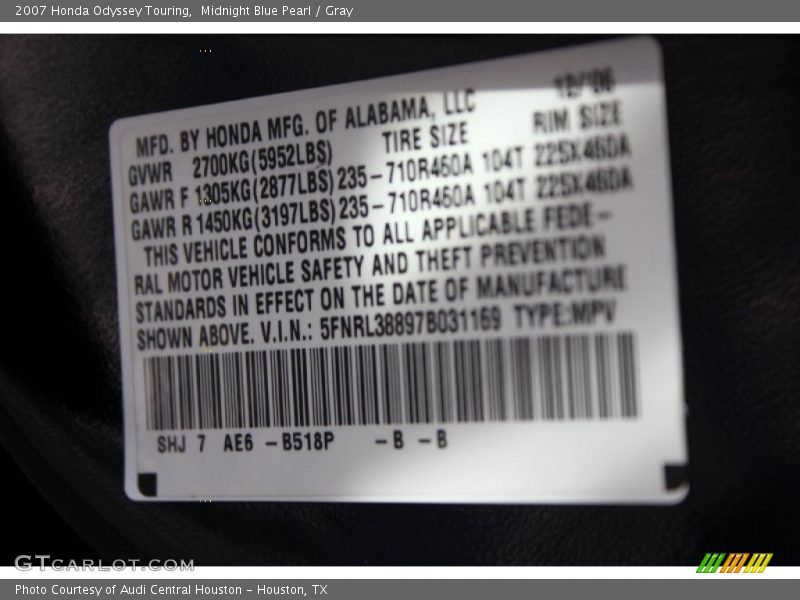 2007 Honda Odyssey Touring,  Midnight Blue Pearl / Gray
12/06
MFD. BY HONDA MFG. OF ALABAMA, LLC
GVWR 2700KG(5952LBS) TIRE SIZE RIM SIZE
GAWR F 1305KG(2877LBS) 235-710R460A 104T 225X460A
GAWR R 1450KG(3197LBS) 235-710R460A 104T 225X460A
THIS VEHICLE CONFORMS TO ALL APPLICABLE FEDE-
RAL MOTOR VEHICLE SAFETY AND THEFT PREVENTION
STANDARDS IN EFFECT ON THE DATE OF MANUFACTURE
SHOWN ABOVE. V.I.N.: 5FNRL38897B031169 TYPE:MPV
SHJ 7 AE6 -B518P -B -B
GTCARLOT.COM
Photo Courtesy of Audi Central Houston - Houston, TX